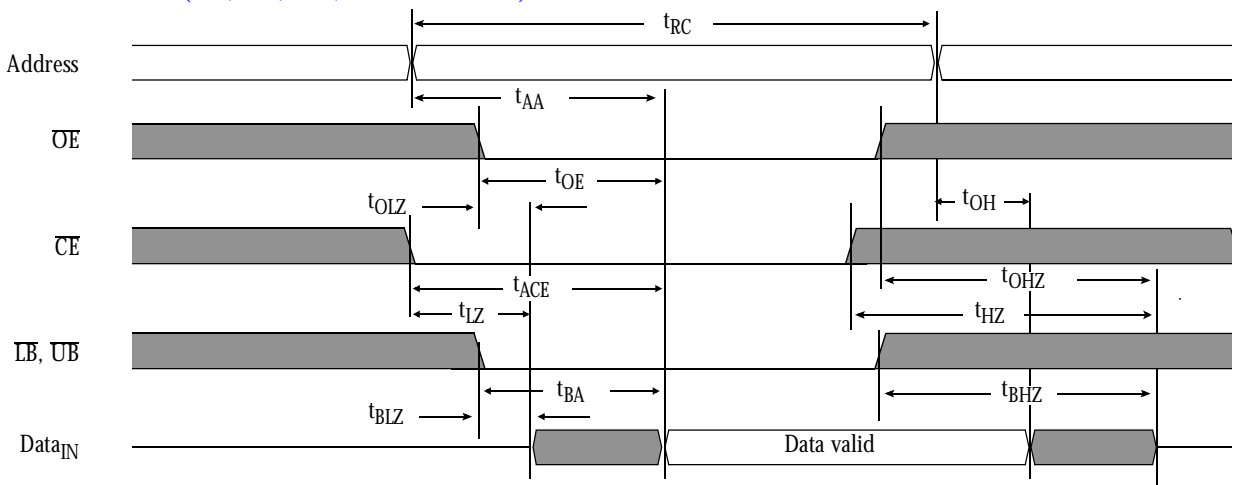 tRC
Address
tAA
OE
tOE
tOLZ
tOH
CE
tACE
tOHZ
tLZ
tHZ
LB, UB
tBA
tBHZ
tBLZ
DataIN
Data valid